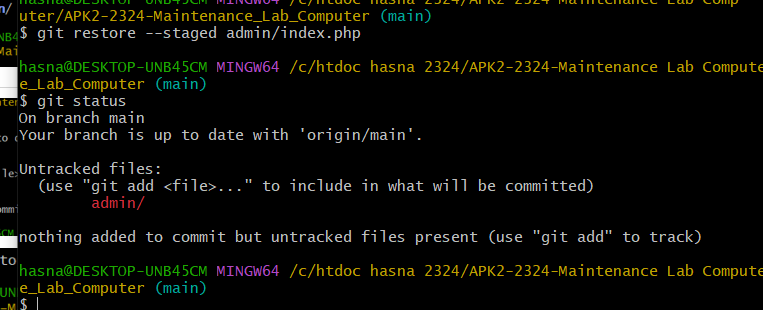 hasna@DESKTOP-UNB45CM MINGW64 /c/htdoc hasna 2324/APK2-2324-Maintenance Lab Comp
uter/APK2-2324-Maintenance_Lab_Computer (main)
$ git restore --staged admin/index.php
hasna@DESKTOP-UNB45CM MINGW64 /c/htdoc hasna 2324/APK2-2324-Maintenance Lab Compute
e_Lab_Computer (main)
$ git status
On branch main
Your branch is up to date with 'origin/main'.
Untracked files:
(use "git add <file>..." to include in what will be committed)
admin/
nothing added to commit but untracked files present (use "git add" to track)
hasna@DESKTOP-UNB45CM MINGW64 /c/htdoc hasna 2324/APK2-2324-Maintenance Lab Compute
e_Lab_Computer (main)
$